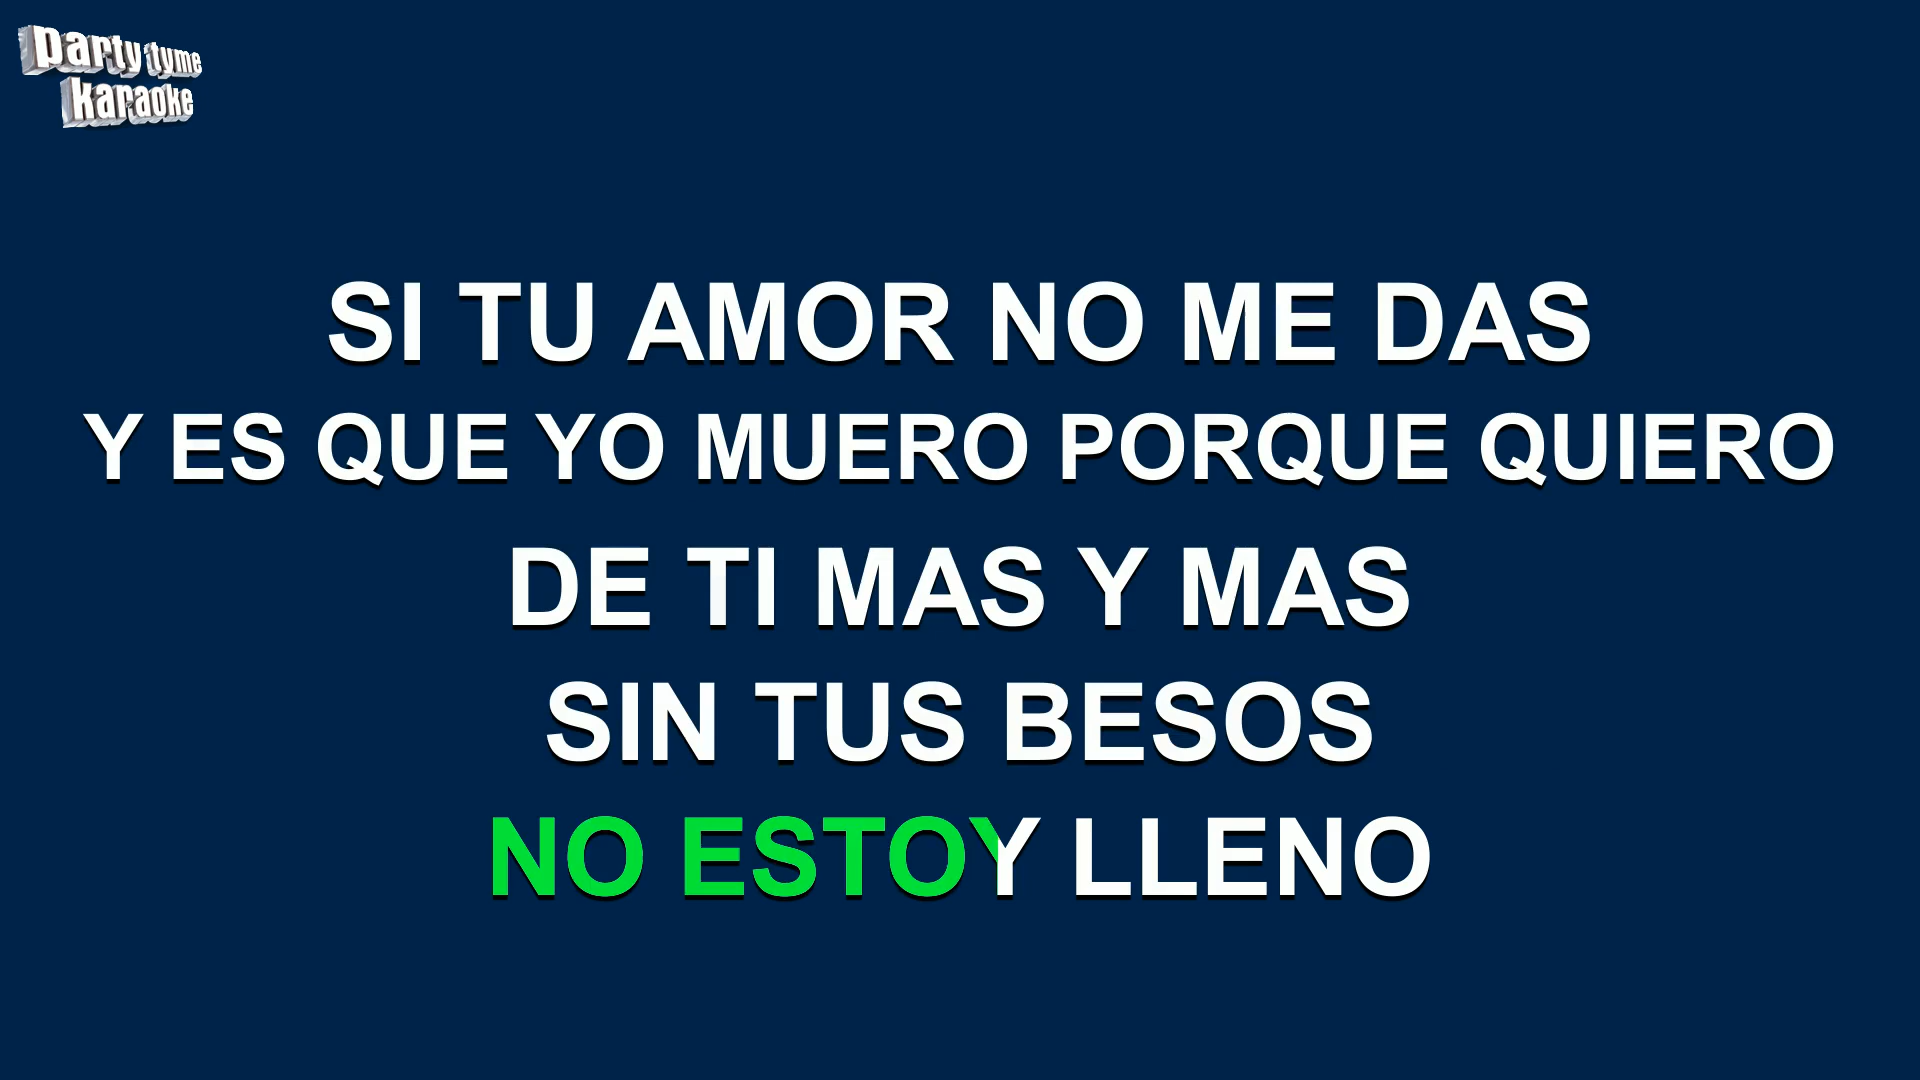 party tyme
karaoke
SI TU AMOR NO ME DAS
Y ES QUE YO MUERO PORQUE QUIERO
DE TI MAS Y MAS
SIN TUS BESOS
NO ESTOY LLENO